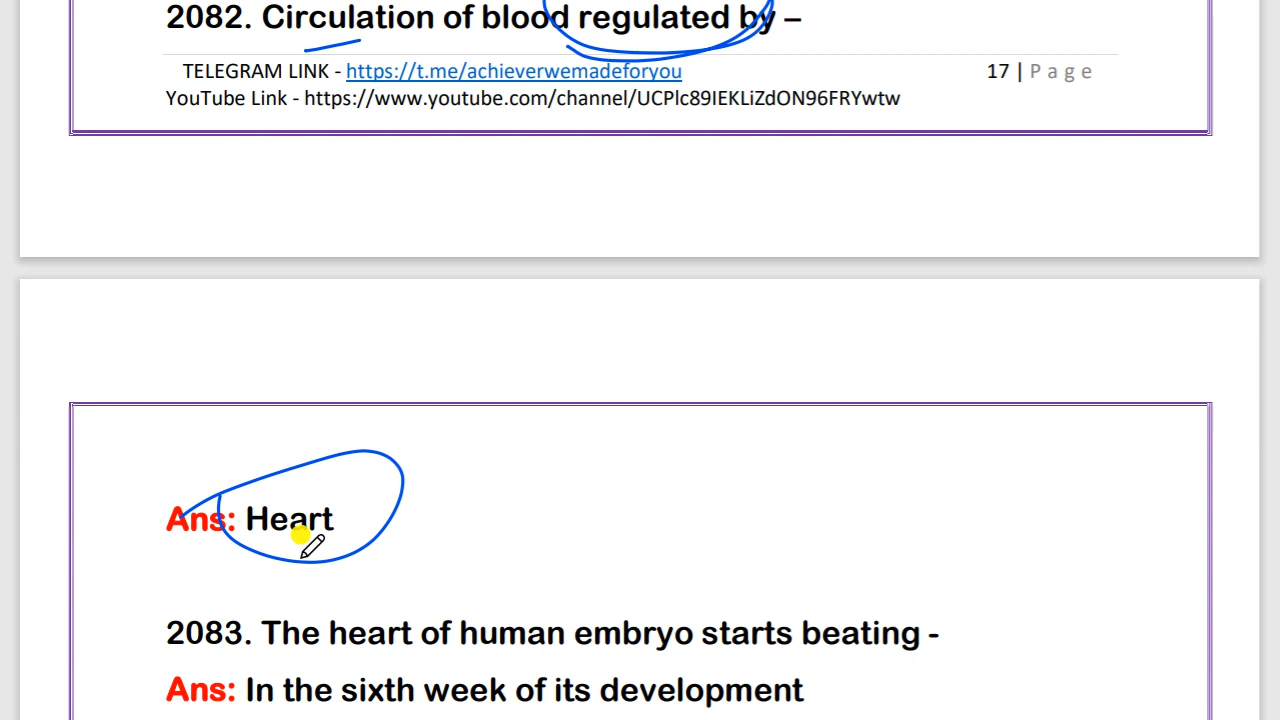 2082. Circulation of blood regulated by –
TELEGRAM LINK - https://t.me/achieverwemadeforyou 17 | Page
YouTube Link - https://www.youtube.com/channel/UCPlc89IEKLiZdON96FRYwtw
Ans: Heart
2083. The heart of human embryo starts beating -
Ans: In the sixth week of its development